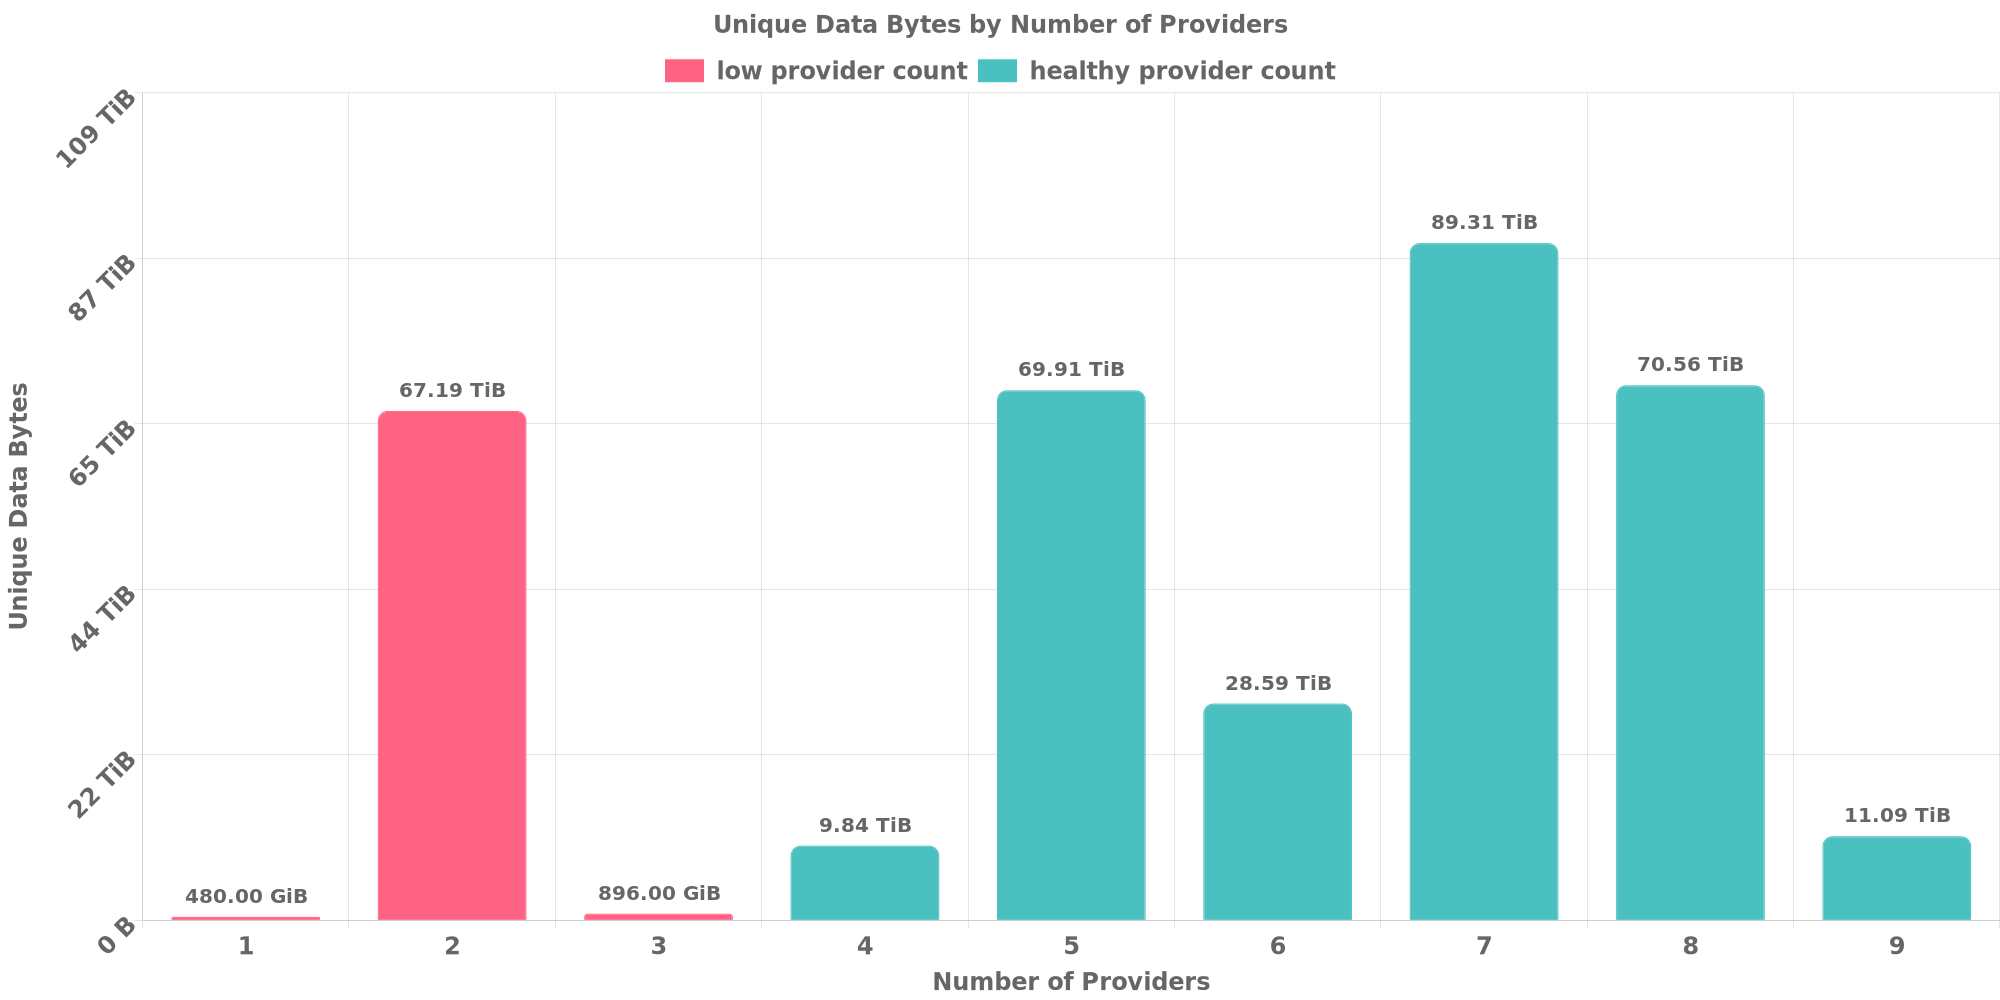 Unique Data Bytes by Number of Providers
low provider count healthy provider count
109 TiB
87 TiB
65 TiB
44 TiB
22 TiB
0 B
Unique Data Bytes
480.00 GiB
67.19 TiB
896.00 GiB
9.84 TiB
69.91 TiB
28.59 TiB
89.31 TiB
70.56 TiB
11.09 TiB
1 2 3 4 5 6 7 8 9
Number of Providers